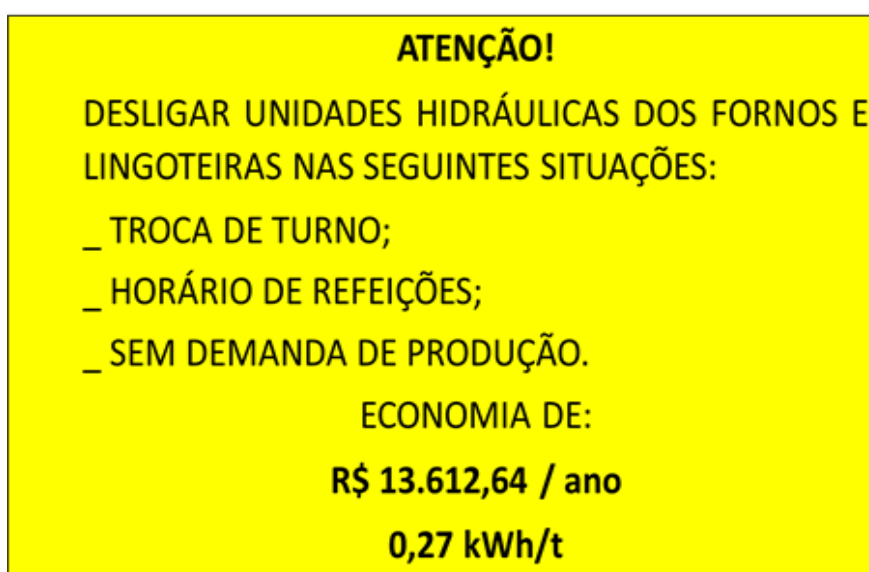 ATENÇÃO!
DESLIGAR UNIDADES HIDRÁULICAS DOS FORNOS E
LINGOTEIRAS NAS SEGUINTES SITUAÇÕES:
_ TROCA DE TURNO;
_ HORÁRIO DE REFEIÇÕES;
_ SEM DEMANDA DE PRODUÇÃO.
ECONOMIA DE:
R$ 13.612,64 / ano
0,27 kWh/t